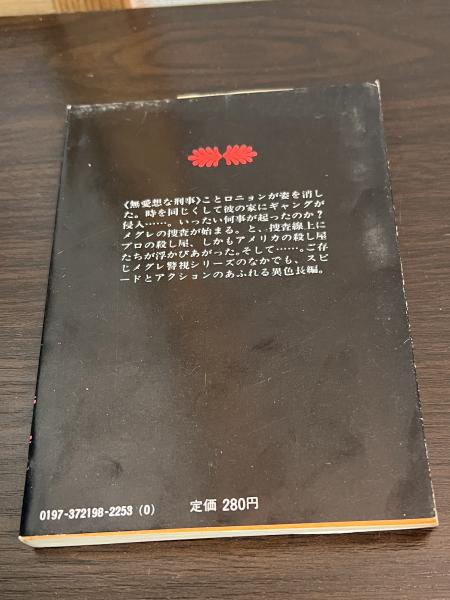 《無愛想な刑事》ことロニョンが姿を消し
た。時を同じくして彼の家にギャングが
侵入……。いったい何事が起ったのか?
メグレの捜査が始まる。と、捜査線上に
プロの殺し屋、しかもアメリカの殺し屋
たちが浮かびあがった。そして……。ご存
じメグレ警視シリーズのなかでも、スピ
ードとアクションのあふれる異色長編。
0197-372198-2253 (0)
定価 280円